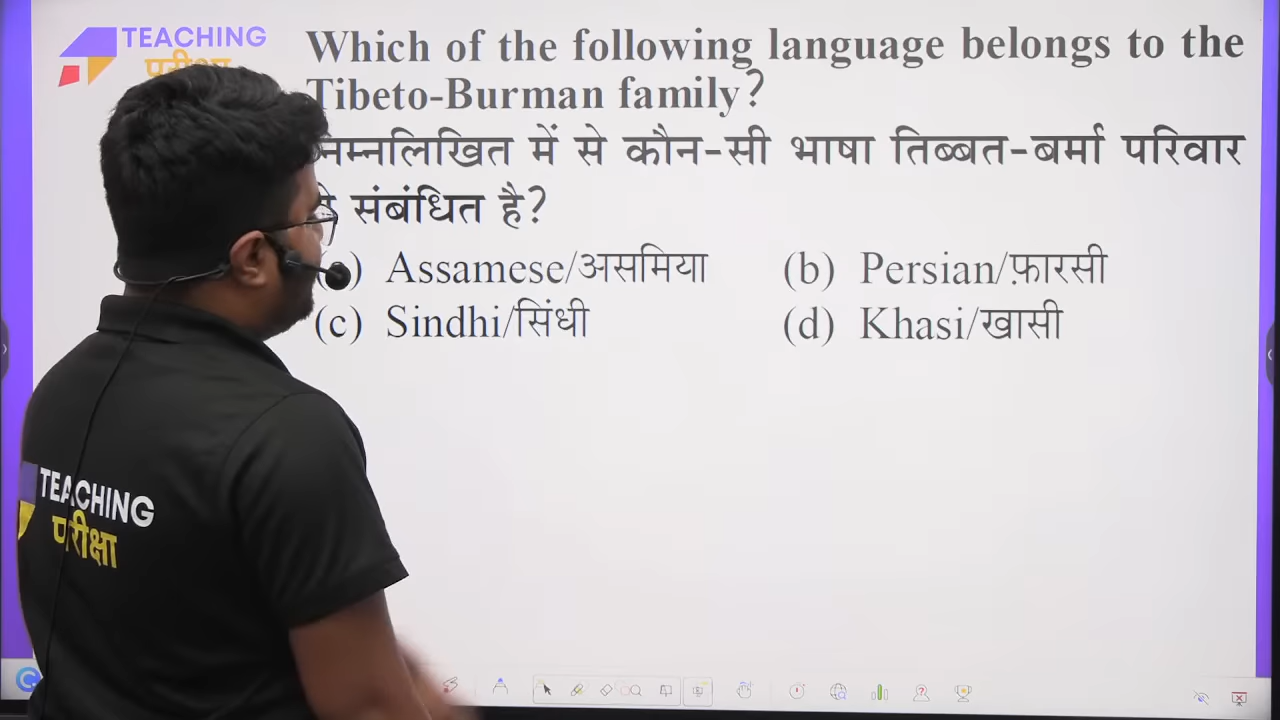 TEACHING
परीक्षा
Which of the following language belongs to the
Tibeto-Burman family?
निम्नलिखित में से कौन-सी भाषा तिब्बत-बर्मा परिवार
संबंधित है?
(a) Assamese/असमिया (b) Persian/फ़ारसी
(c) Sindhi/सिंधी (d) Khasi/खासी
TEACHING
परीक्षा